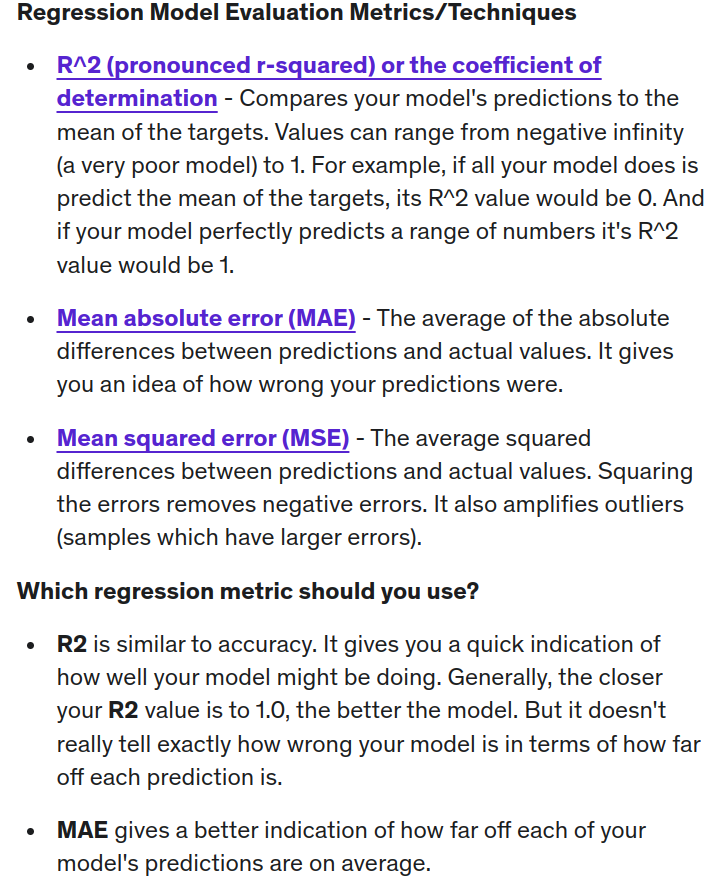 Regression Model Evaluation Metrics/Techniques
• R^2 (pronounced r-squared) or the coefficient of
determination - Compares your model's predictions to the
mean of the targets. Values can range from negative infinity
(a very poor model) to 1. For example, if all your model does is
predict the mean of the targets, its R^2 value would be 0. And
if your model perfectly predicts a range of numbers it's R^2
value would be 1.
• Mean absolute error (MAE) - The average of the absolute
differences between predictions and actual values. It gives
you an idea of how wrong your predictions were.
• Mean squared error (MSE) - The average squared
differences between predictions and actual values. Squaring
the errors removes negative errors. It also amplifies outliers
(samples which have larger errors).
Which regression metric should you use?
• R2 is similar to accuracy. It gives you a quick indication of
how well your model might be doing. Generally, the closer
your R2 value is to 1.0, the better the model. But it doesn't
really tell exactly how wrong your model is in terms of how far
off each prediction is.
• MAE gives a better indication of how far off each of your
model's predictions are on average.